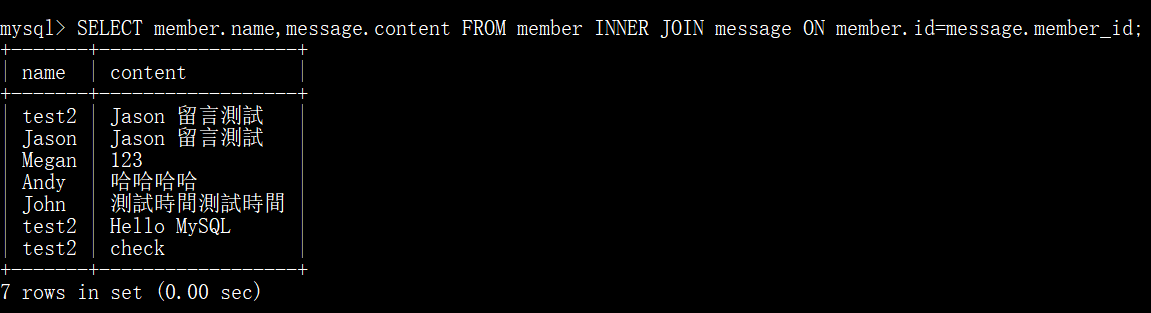 mysql> SELECT member.name,message.content FROM member INNER JOIN message ON member.id=message.member_id;
+-------+------------------+
| name  | content          |
+-------+------------------+
| test2 | Jason 留言測試   |
| Jason | Jason 留言測試   |
| Megan | 123              |
| Andy  | 哈哈哈哈         |
| John  | 測試時間測試時間 |
| test2 | Hello MySQL      |
| test2 | check            |
+-------+------------------+
7 rows in set (0.00 sec)